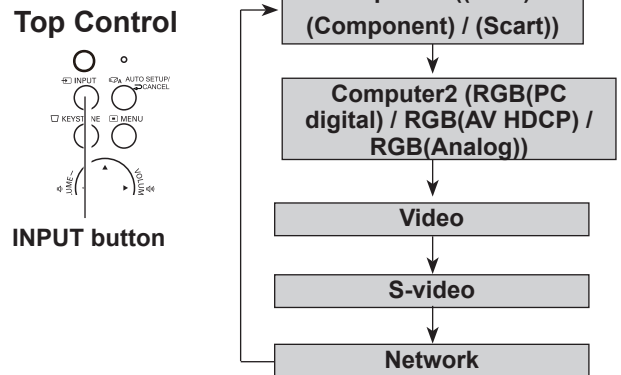 Top Control
INPUT
AUTO SETUP/
CANCEL
MENU
INPUT button
(Component) / (Scart))
Computer2 (RGB(PC
digital) / RGB(AV HDCP) /
RGB(Analog))
Video
S-video
Network